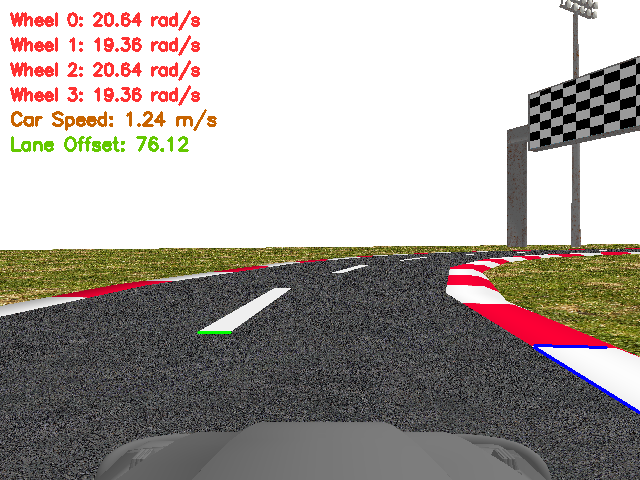 Wheel 0: 20.64 rad/s
Wheel 1: 19.36 rad/s
Wheel 2: 20.64 rad/s
Wheel 3: 19.36 rad/s
Car Speed: 1.24 m/s
Lane Offset: 76.12